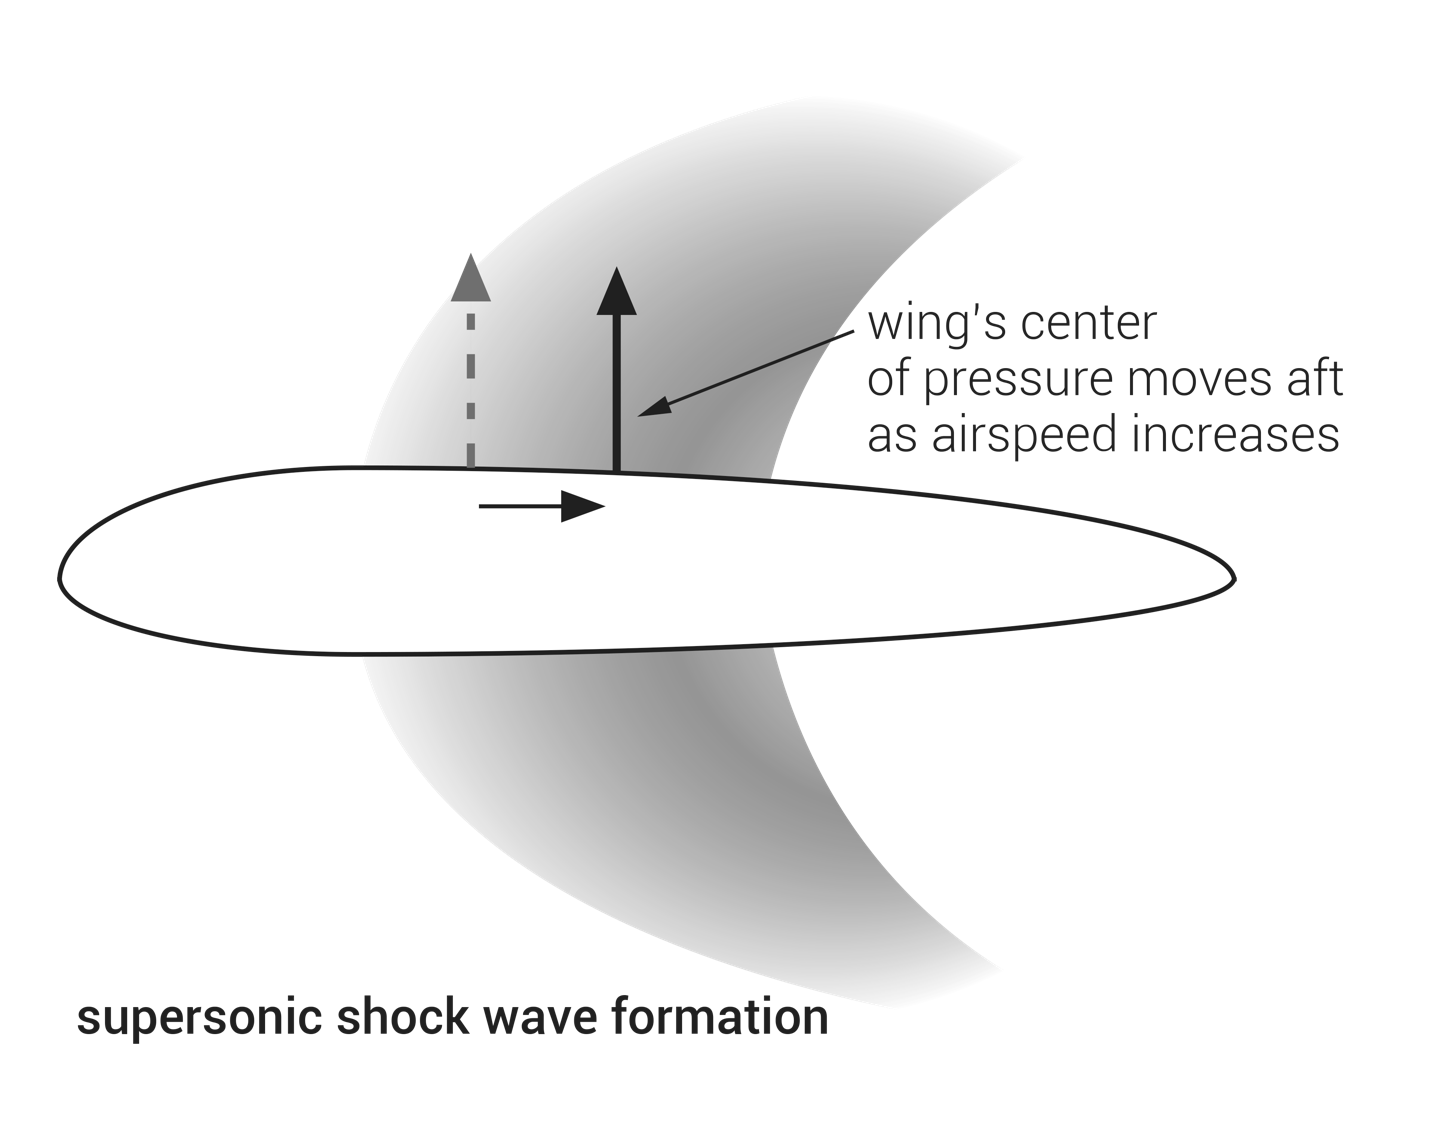 wing's center
of pressure moves aft
as airspeed increases
supersonic shock wave formation